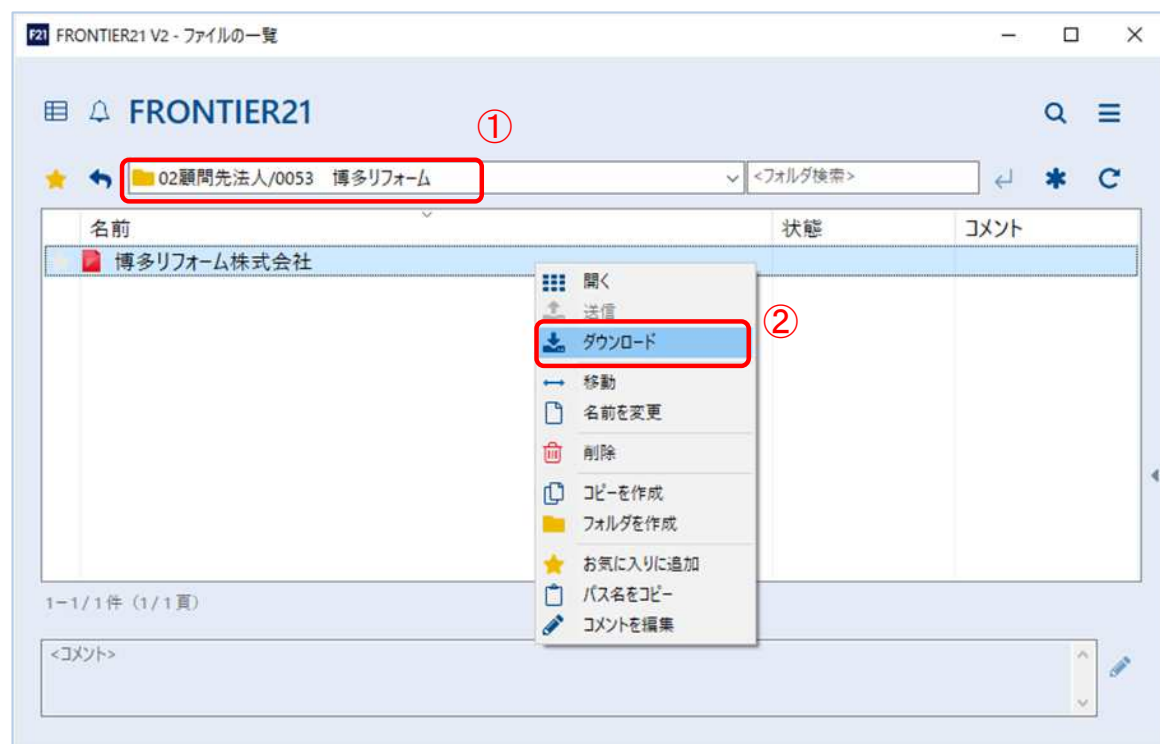 F21 FRONTIER21 V2 - ファイルの一覧
FRONTIER21
①
02顧問先法人/0053　博多リフォーム
<フォルダ検索>
名前 状態 コメント
博多リフォーム株式会社
開く
送信
②
ダウンロード
移動
名前を変更
削除
コピーを作成
フォルダを作成
お気に入りに追加
パス名をコピー
コメントを編集
1-1/1件 (1/1頁)
<コメント>